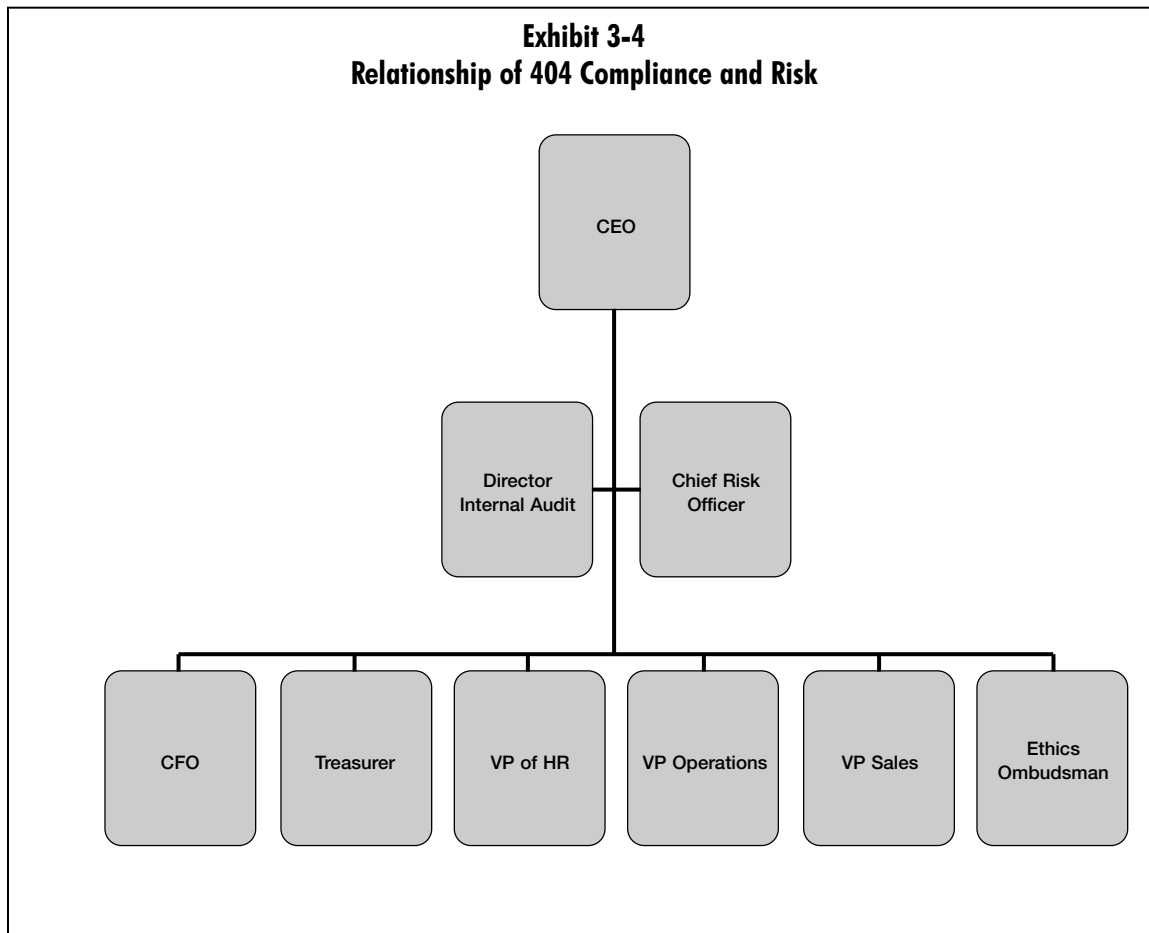 Exhibit 3-4
Relationship of 404 Compliance and Risk
CEO
Director
Internal Audit
Chief Risk
Officer
CFO
Treasurer
VP of HR
VP Operations
VP Sales
Ethics
Ombudsman